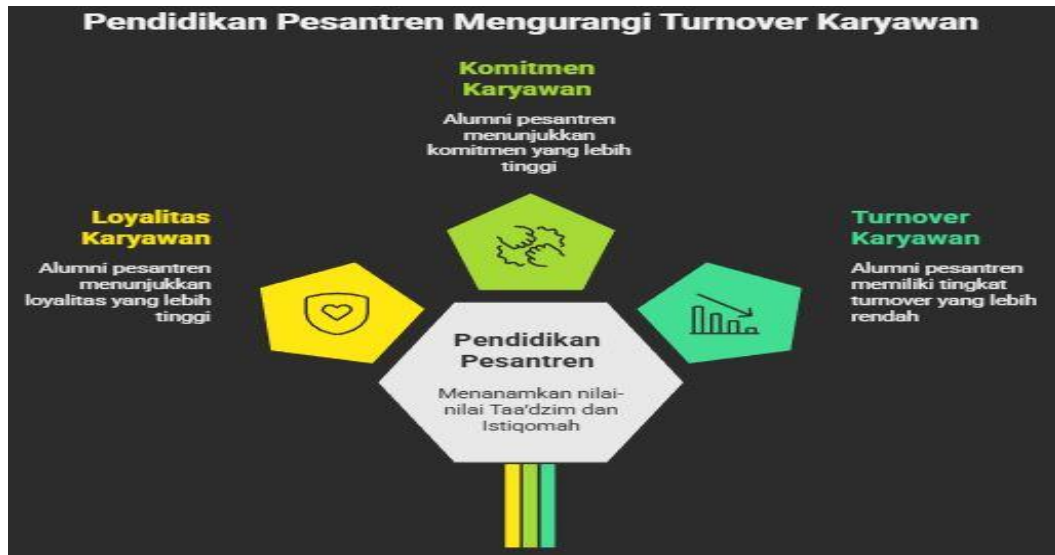 Pendidikan Pesantren Mengurangi Turnover Karyawan
Komitmen
Karyawan
Alumni pesantren
menunjukkan
komitmen yang lebih
tinggi
Loyalitas
Karyawan
Alumni pesantren
menunjukkan
loyalitas yang lebih
tinggi
Turnover
Karyawan
Alumni pesantren
memiliki tingkat
turnover yang lebih
rendah
Pendidikan
Pesantren
Menanamkan nilai-
nilai Taa'dzim dan
Istiqomah